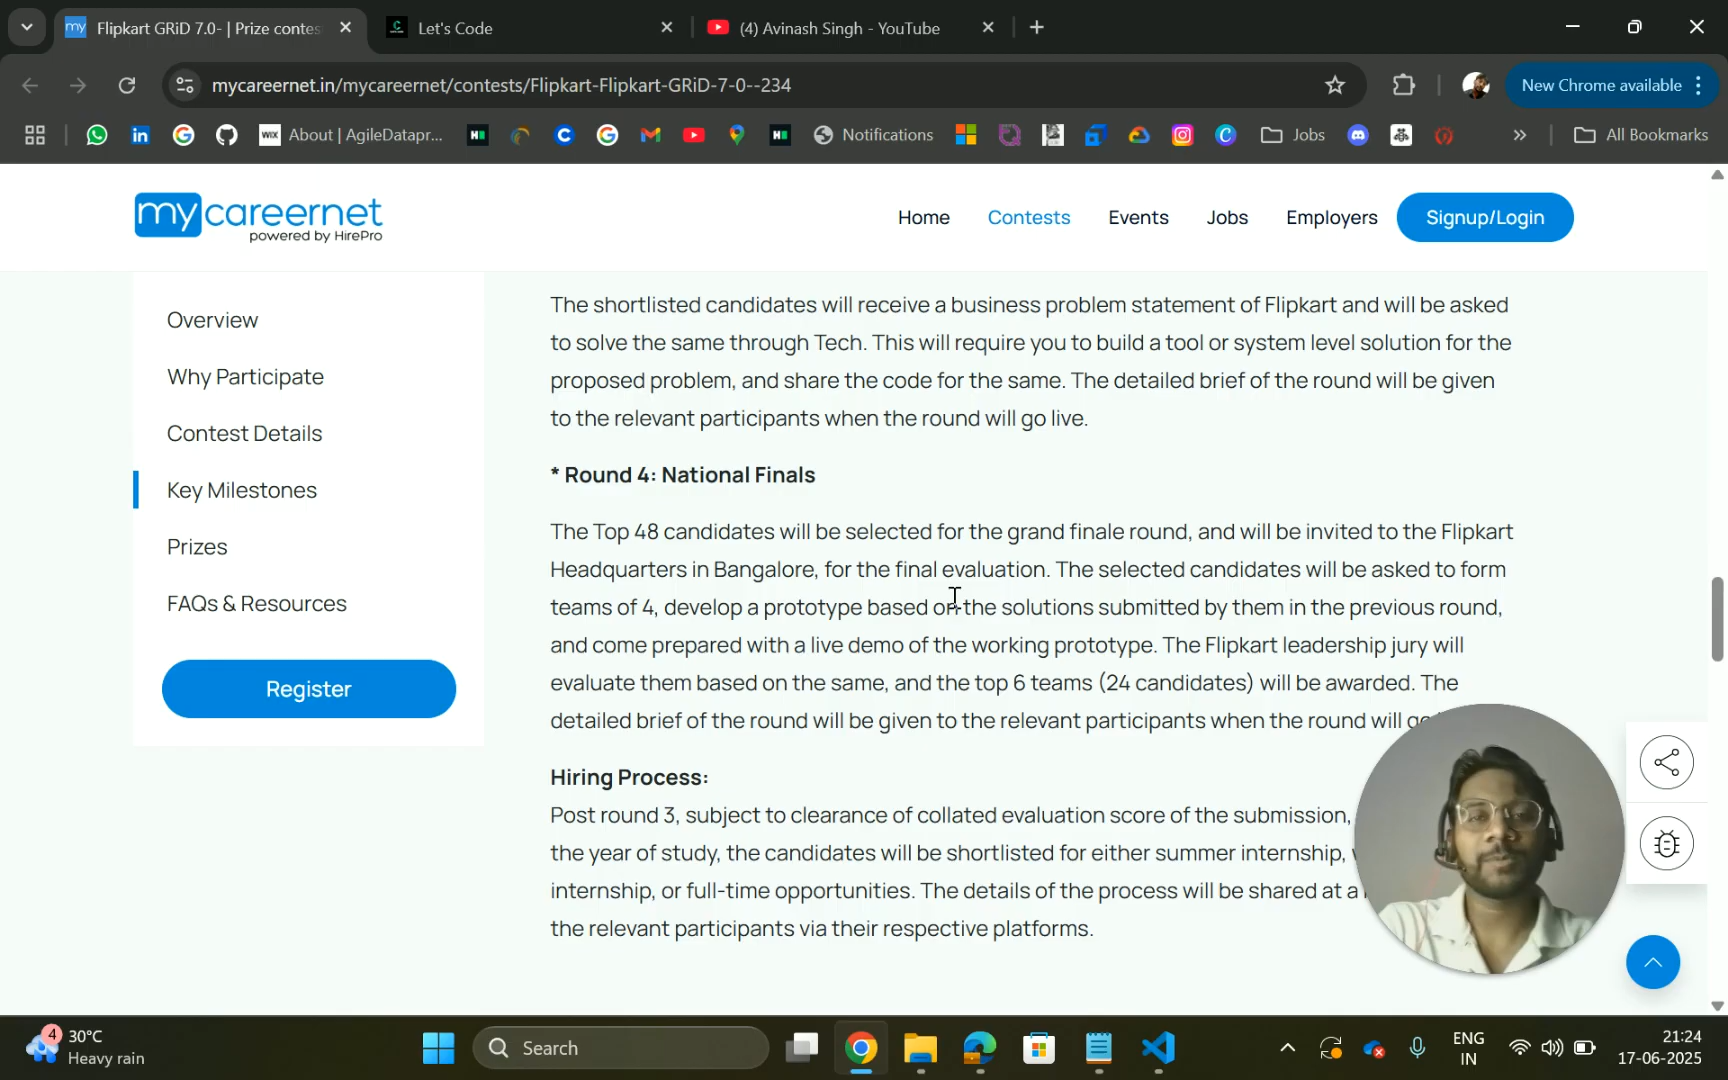 Flipkart GRiD 7.0- | Prize contes
Let's Code
(4) Avinash Singh - YouTube
mycareernet.in/mycareernet/contests/Flipkart-Flipkart-GRiD-7-0--234
New Chrome available
WIX About | AgileDatapr...
Notifications
Jobs
All Bookmarks
mycareernet
powered by HirePro
Home
Contests
Events
Jobs
Employers
Signup/Login
Overview
Why Participate
Contest Details
Key Milestones
Prizes
FAQs & Resources
Register
The shortlisted candidates will receive a business problem statement of Flipkart and will be asked
to solve the same through Tech. This will require you to build a tool or system level solution for the
proposed problem, and share the code for the same. The detailed brief of the round will be given
to the relevant participants when the round will go live.
* Round 4: National Finals
The Top 48 candidates will be selected for the grand finale round, and will be invited to the Flipkart
Headquarters in Bangalore, for the final evaluation. The selected candidates will be asked to form
teams of 4, develop a prototype based on the solutions submitted by them in the previous round,
and come prepared with a live demo of the working prototype. The Flipkart leadership jury will
evaluate them based on the same, and the top 6 teams (24 candidates) will be awarded. The
detailed brief of the round will be given to the relevant participants when the round will
Hiring Process:
Post round 3, subject to clearance of collated evaluation score of the submission,
the year of study, the candidates will be shortlisted for either summer internship,
internship, or full-time opportunities. The details of the process will be shared at a
the relevant participants via their respective platforms.
4
30°C
Heavy rain
Search
ENG
IN
21:24
17-06-2025